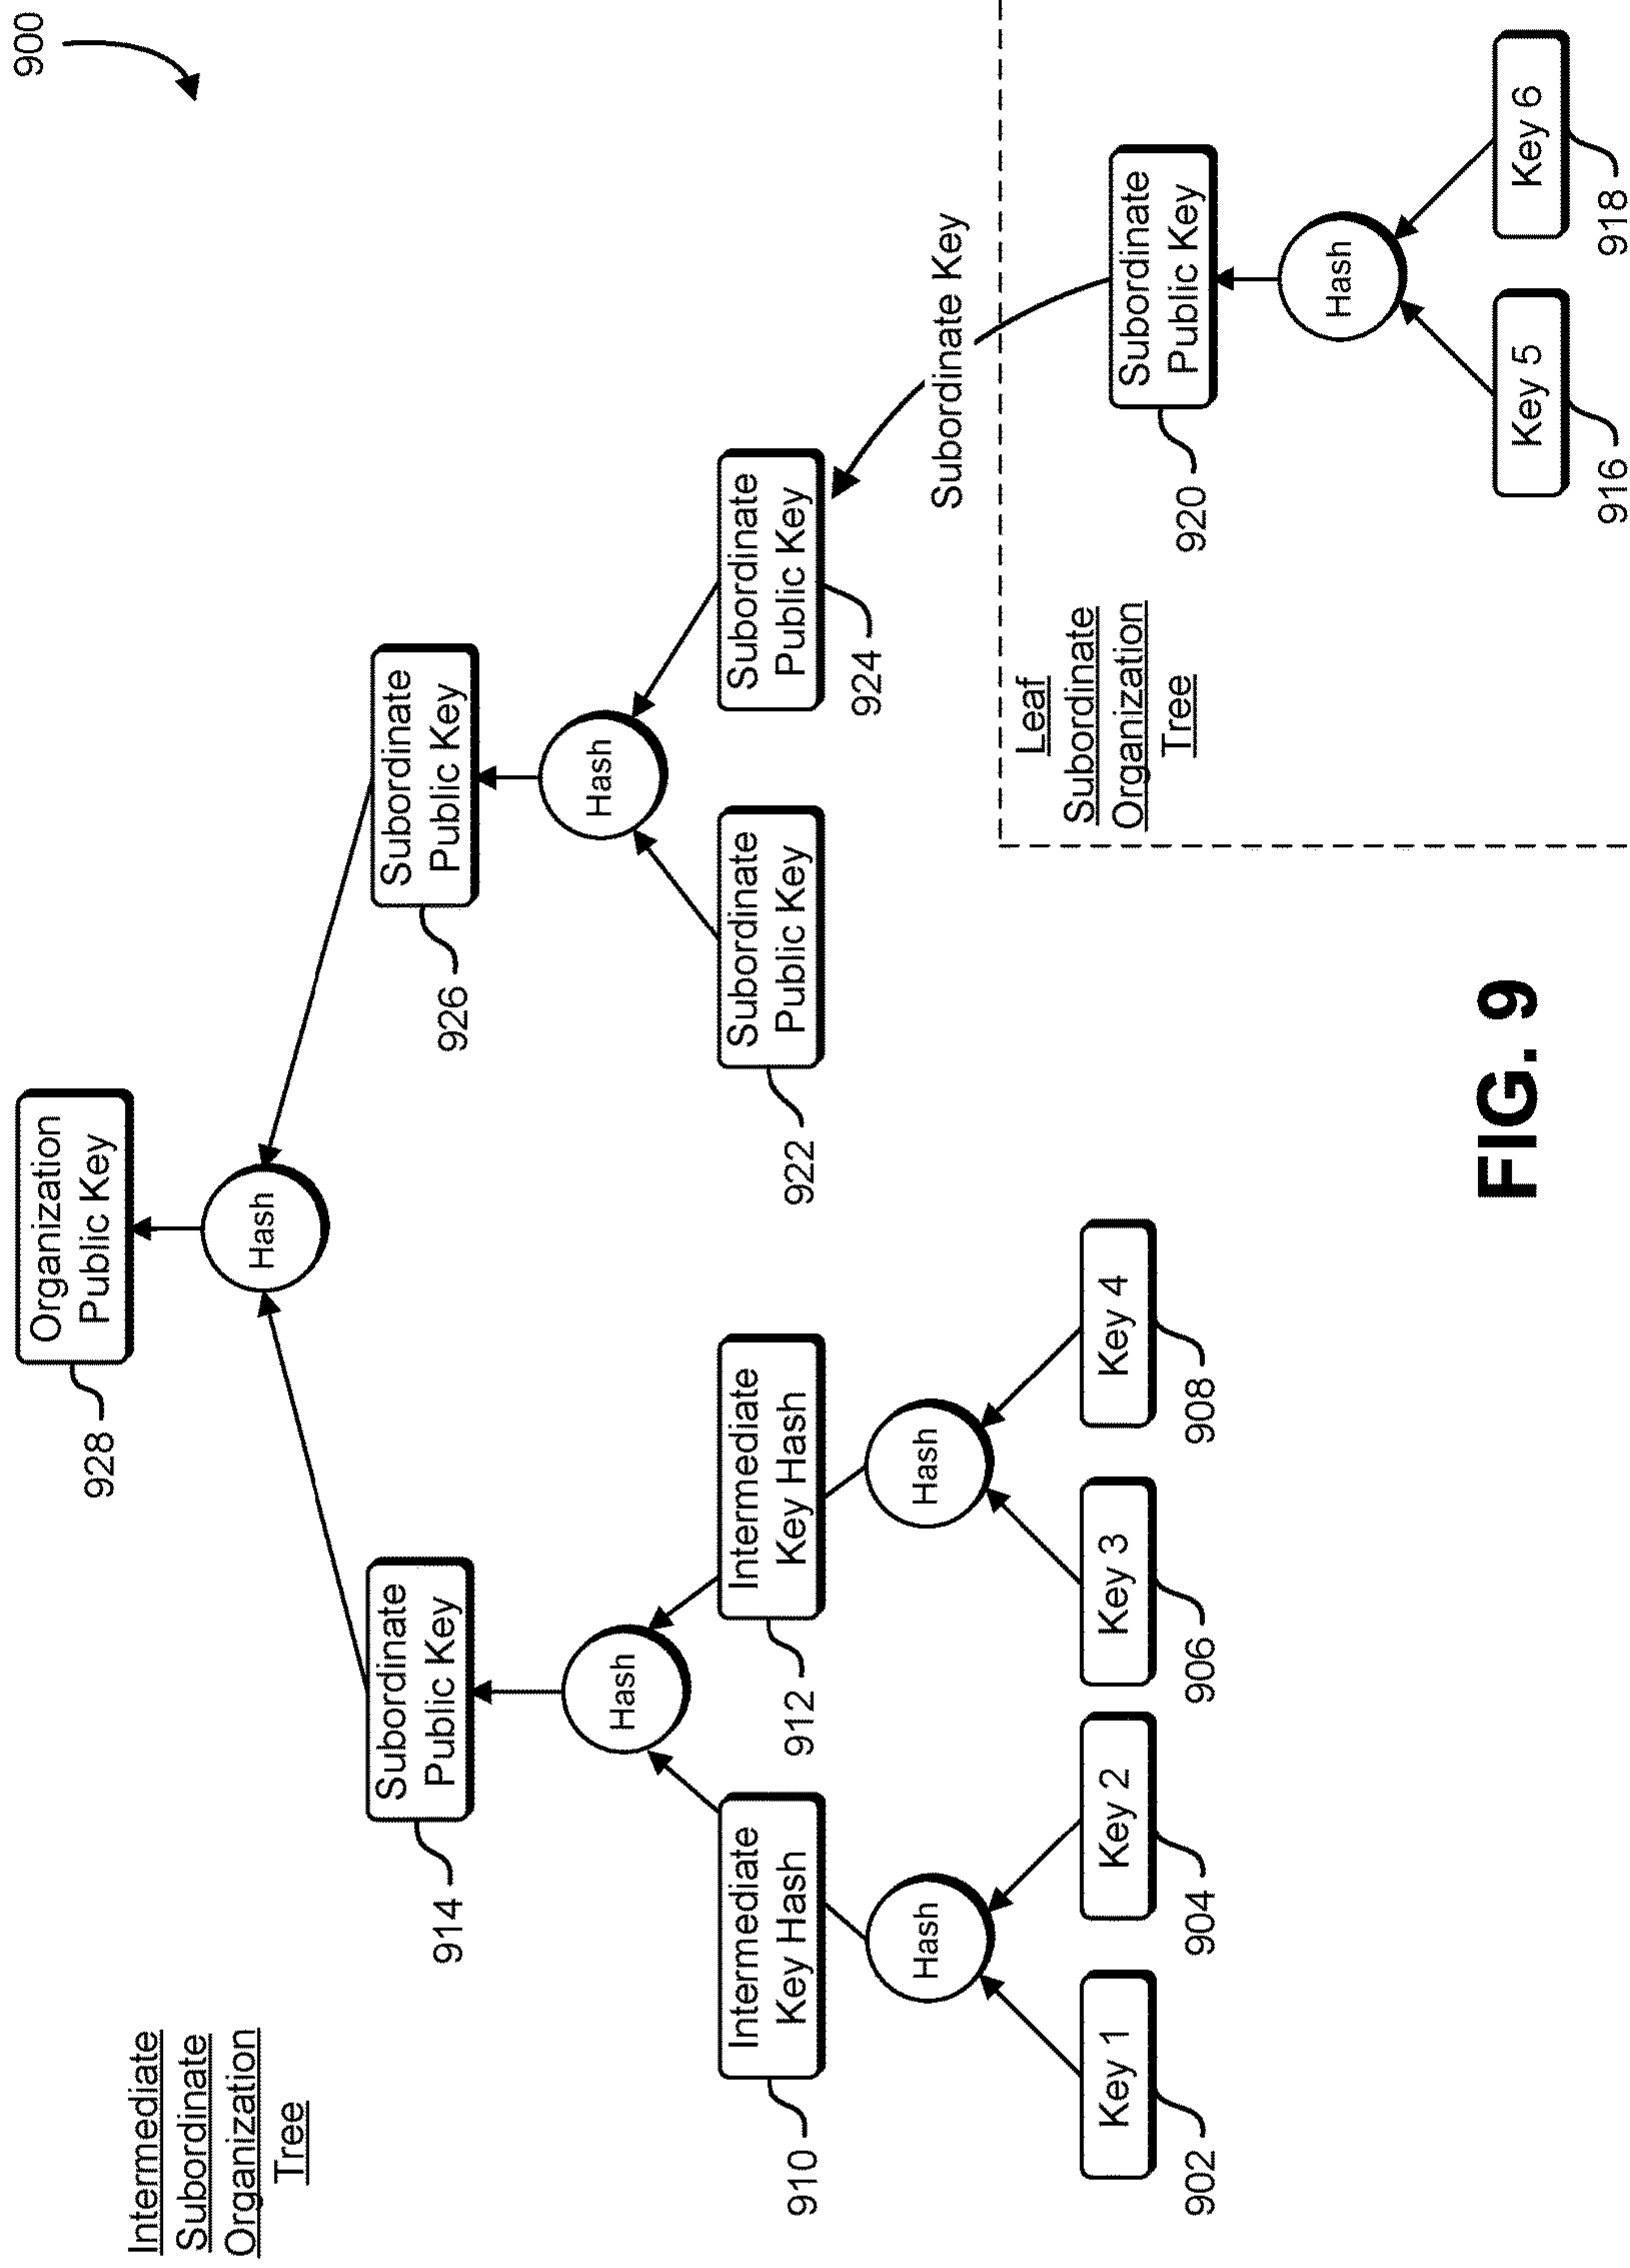 900
Intermediate
Subordinate
Organization
Tree
Organization
Public Key
928
Hash
Subordinate
Public Key
914
Subordinate
Public Key
926
Hash
Hash
Intermediate
Key Hash
910
Intermediate
Key Hash
912
Subordinate
Public Key
922
Subordinate
Public Key
924
Hash
Hash
Subordinate Key
Key 1
902
Key 2
904
Key 3
906
Key 4
908
Leaf
Subordinate
Organization
Tree
Subordinate
Public Key
920
Hash
Key 5
916
Key 6
918
FIG. 9